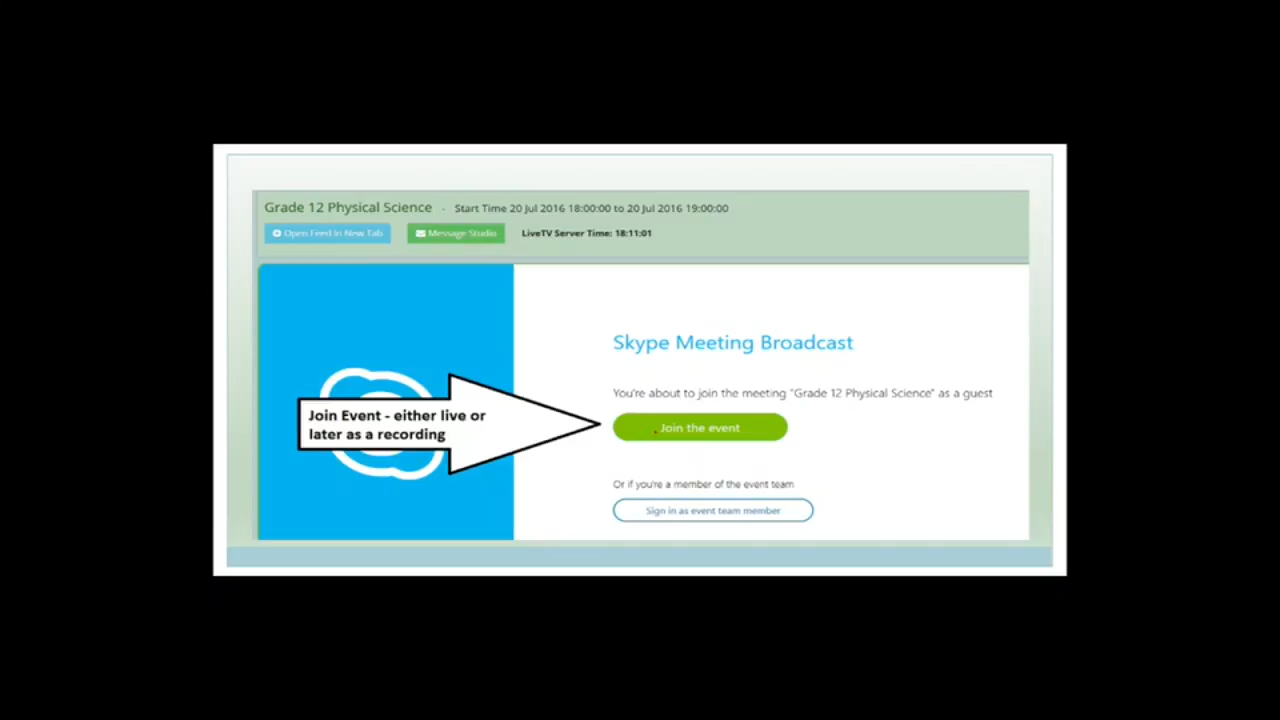 Grade 12 Physical Science - Start Time 20 Jul 2016 18:00:00 to 20 Jul 2016 19:00:00
Open Feed In New Tab Message Studio LiveTV Server Time: 18:11:01
Skype Meeting Broadcast
You're about to join the meeting "Grade 12 Physical Science" as a guest
Join Event - either live or
later as a recording
Join the event
Or if you're a member of the event team
Sign in as event team member